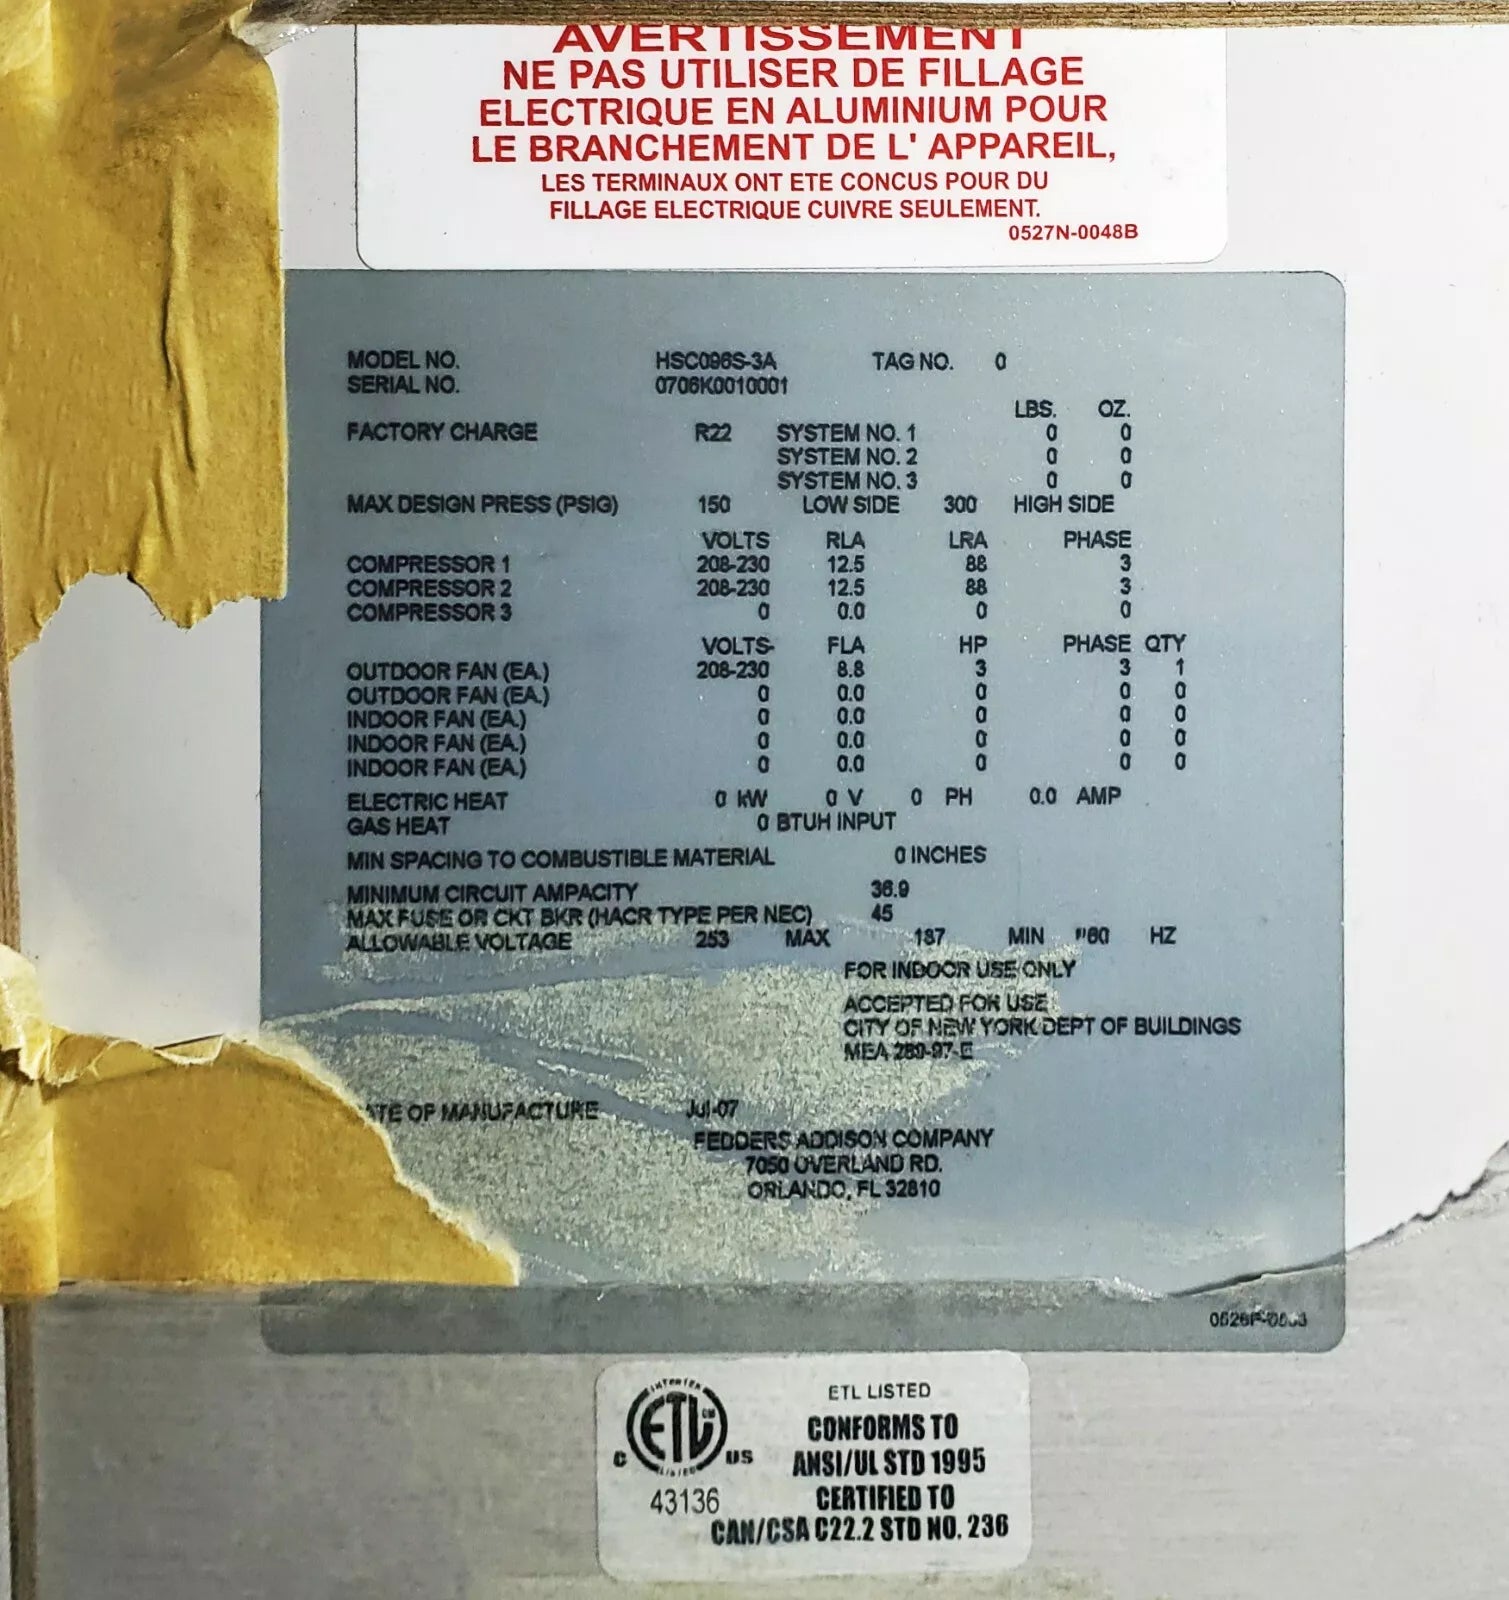 AVERTISSEMENT
NE PAS UTILISER DE FILLAGE
ELECTRIQUE EN ALUMINIUM POUR
LE BRANCHEMENT DE L' APPAREIL,
LES TERMINAUX ONT ETE CONCUS POUR DU
FILLAGE ELECTRIQUE CUIVRE SEULEMENT.
0527N-0048B
MODEL NO. HSC096S-3A TAG NO. 0
SERIAL NO. 0706K0010001
LBS. OZ.
FACTORY CHARGE R22 SYSTEM NO. 1 0 0
SYSTEM NO. 2 0 0
SYSTEM NO. 3 0 0
MAX DESIGN PRESS (PSIG) 150 LOW SIDE 300 HIGH SIDE
VOLTS RLA LRA PHASE
COMPRESSOR 1 208-230 12.5 88 3
COMPRESSOR 2 208-230 12.5 88 3
COMPRESSOR 3 0 0.0 0 0
VOLTS- FLA HP PHASE QTY
OUTDOOR FAN (EA.) 208-230 8.8 3 3 1
OUTDOOR FAN (EA.) 0 0.0 0 0 0
INDOOR FAN (EA.) 0 0.0 0 0 0
INDOOR FAN (EA.) 0 0.0 0 0 0
INDOOR FAN (EA.) 0 0.0 0 0 0
ELECTRIC HEAT 0 kW 0 V 0 PH 0.0 AMP
GAS HEAT 0 BTUH INPUT
MIN SPACING TO COMBUSTIBLE MATERIAL 0 INCHES
MINIMUM CIRCUIT AMPACITY 36.9
MAX FUSE OR CKT BKR (HACR TYPE PER NEC) 45
ALLOWABLE VOLTAGE 253 MAX 187 MIN "60 HZ
FOR INDOOR USE ONLY
ACCEPTED FOR USE
CITY OF NEW YORK DEPT OF BUILDINGS
MEA 289-97-E
ATE OF MANUFACTURE Jul-07
FEDDERS ADDISON COMPANY
7050 OVERLAND RD.
ORLANDO, FL 32810
INTERTEK
ETL CM
LISTED
C US
43136
ETL LISTED
CONFORMS TO
ANSI/UL STD 1995
CERTIFIED TO
CAN/CSA C22.2 STD NO. 236